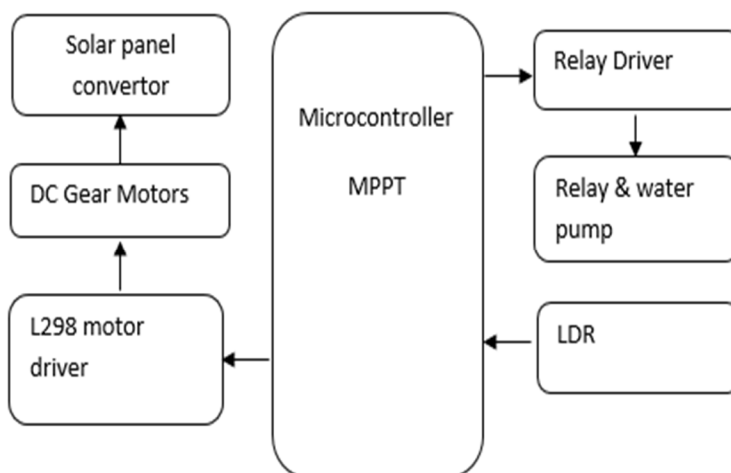 Solar panel
convertor
DC Gear Motors
L298 motor
driver
Microcontroller
MPPT
Relay Driver
Relay & water
pump
LDR